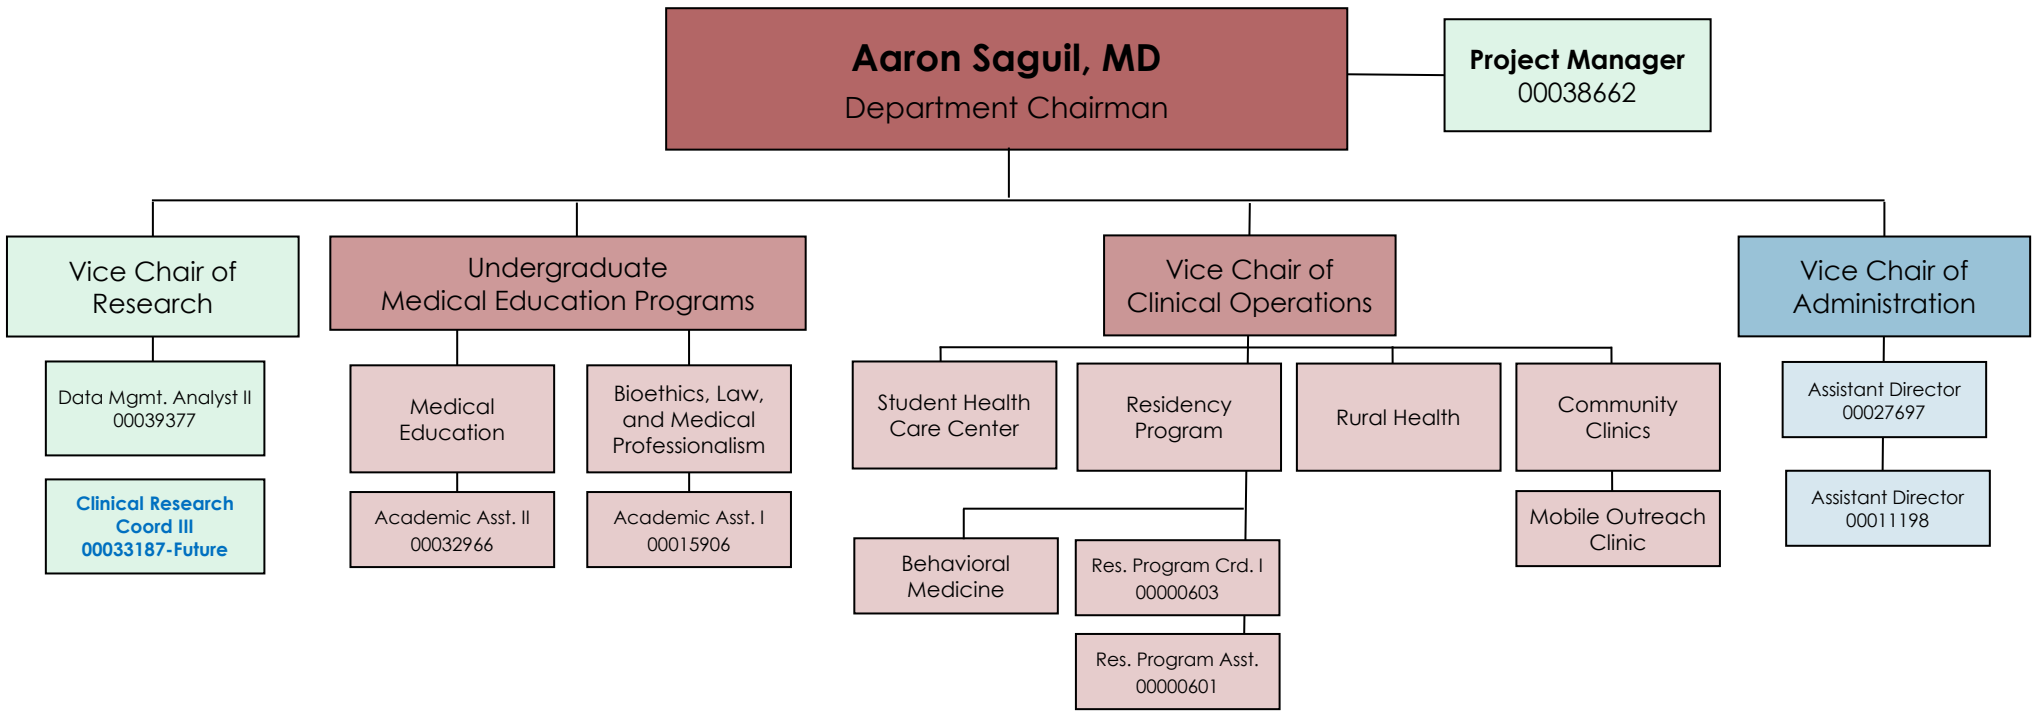 Aaron Saguil, MD
Department Chairman
Project Manager
00038662
Vice Chair of
Research
Undergraduate
Medical Education Programs
Vice Chair of
Clinical Operations
Vice Chair of
Administration
Data Mgmt. Analyst II
00039377
Clinical Research
Coord III
00033187-Future
Medical
Education
Academic Asst. II
00032966
Bioethics, Law,
and Medical
Professionalism
Academic Asst. I
00015906
Student Health
Care Center
Residency
Program
Rural Health
Community
Clinics
Behavioral
Medicine
Res. Program Crd. I
00000603
Res. Program Asst.
00000601
Mobile Outreach
Clinic
Assistant Director
00027697
Assistant Director
00011198